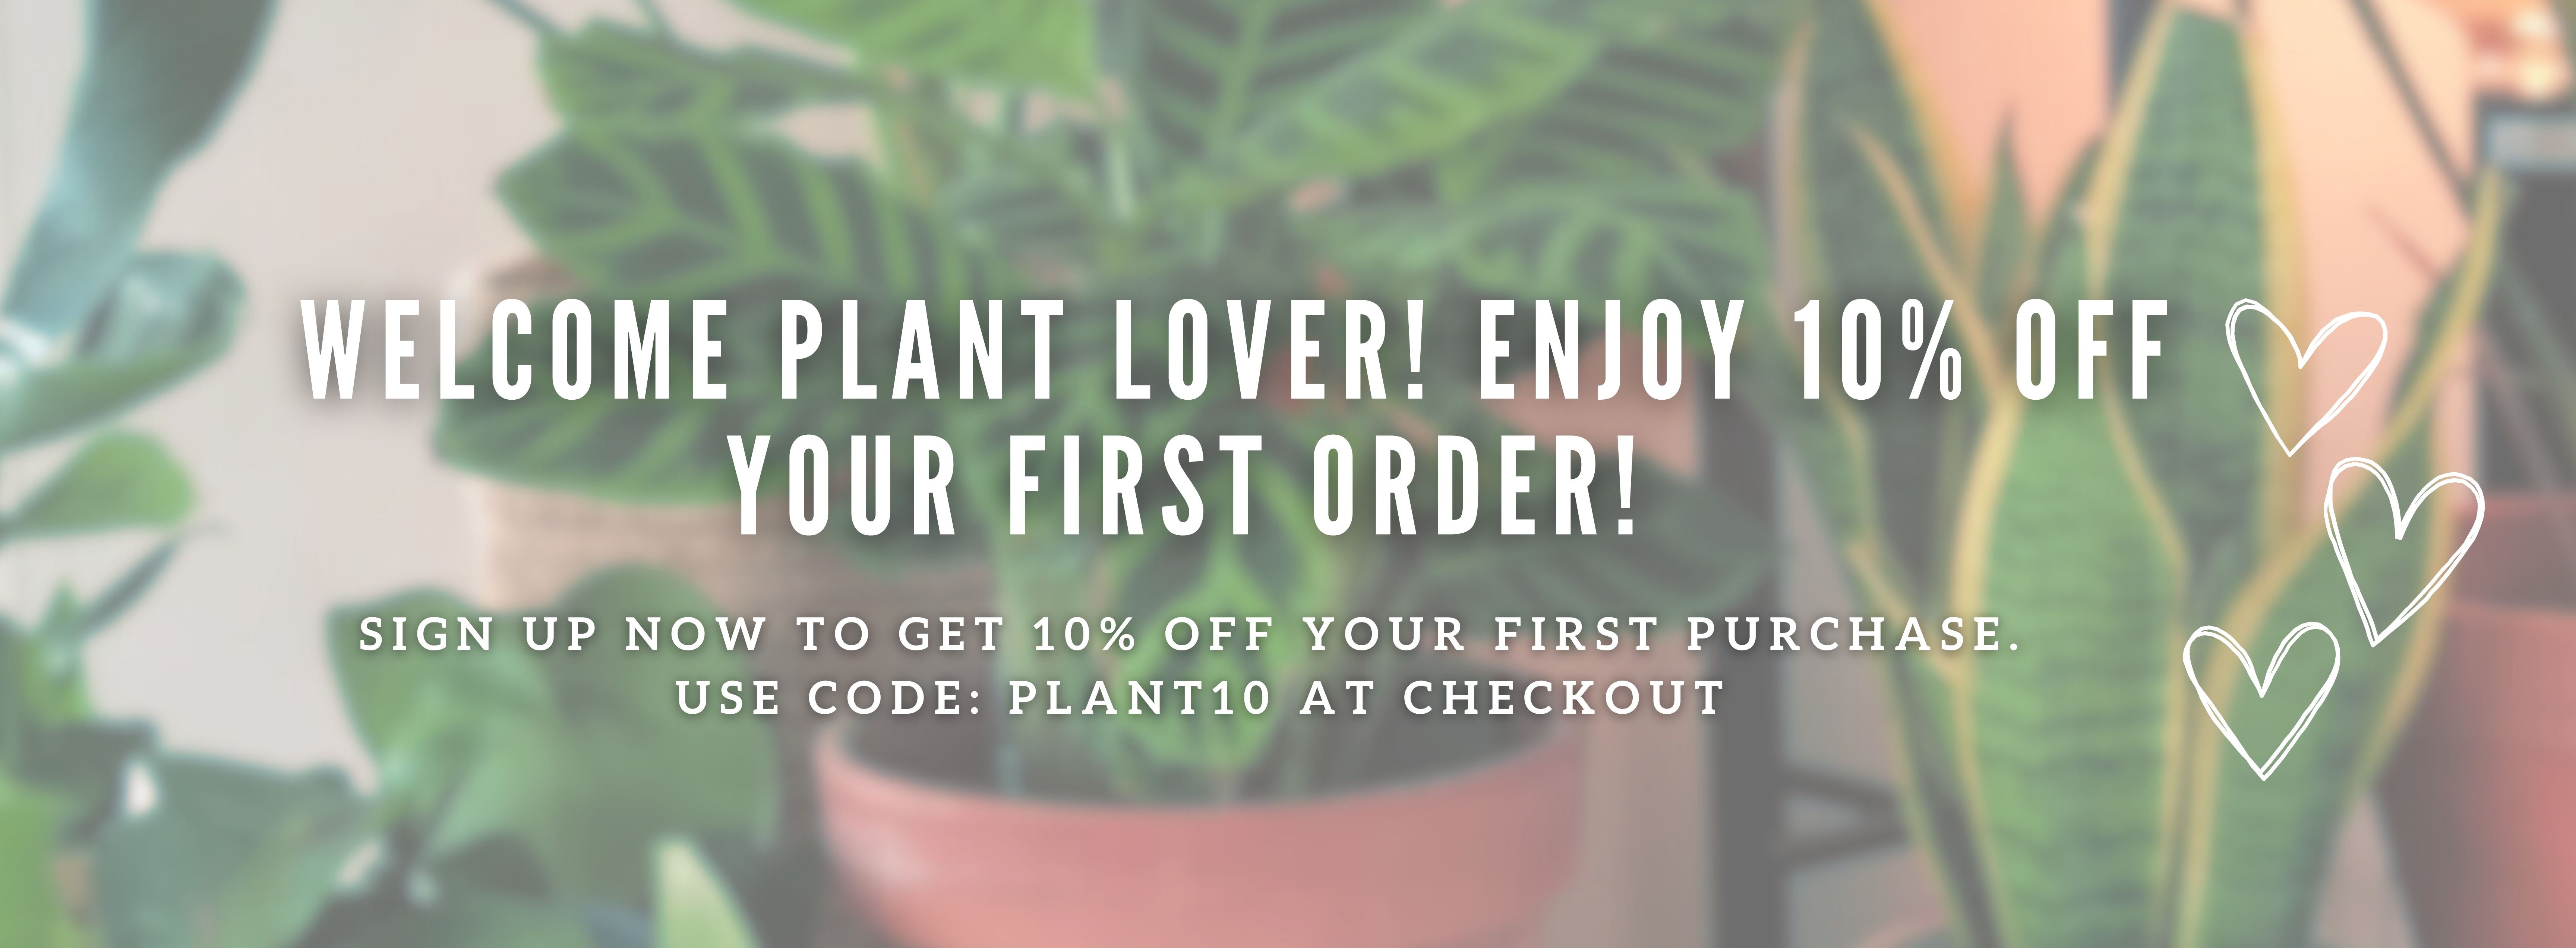 WELCOME PLANT LOVER! ENJOY 10% OFF
YOUR FIRST ORDER!
SIGN UP NOW TO GET 10% OFF YOUR FIRST PURCHASE.
USE CODE: PLANT10 AT CHECKOUT